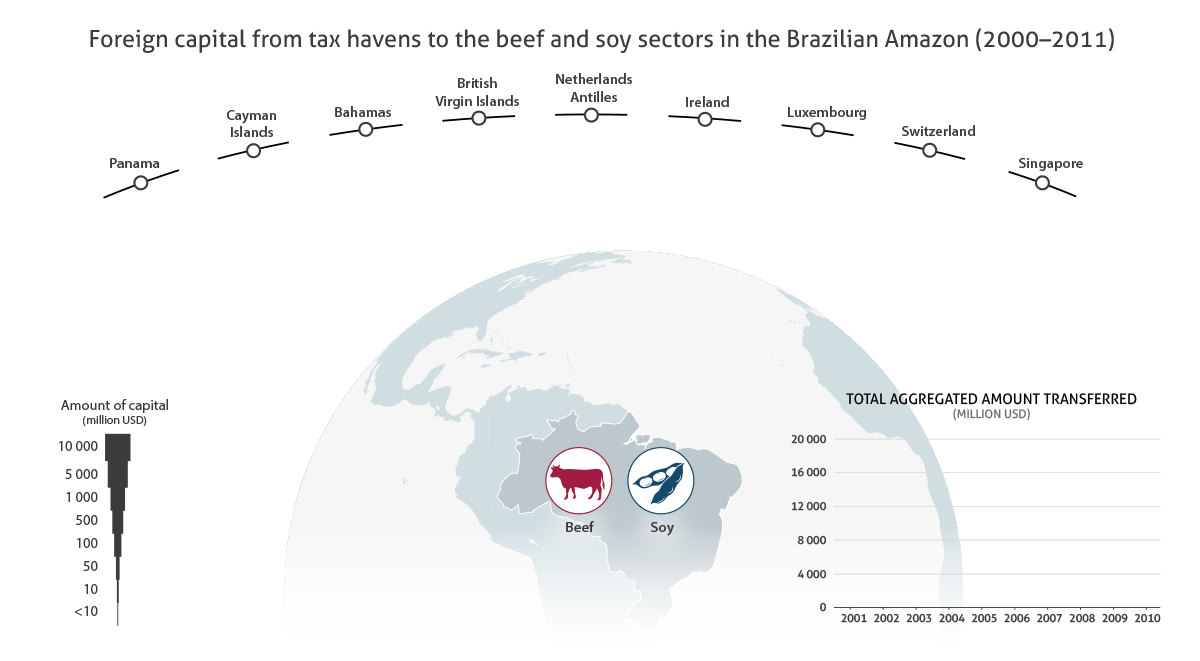 Foreign capital from tax havens to the beef and soy sectors in the Brazilian Amazon (2000–2011)
Panama
Cayman
Islands
Bahamas
British
Virgin Islands
Netherlands
Antilles
Ireland
Luxembourg
Switzerland
Singapore
Amount of capital
(million USD)
10 000
5 000
1 000
500
100
50
10
<10
Beef
Soy
TOTAL AGGREGATED AMOUNT TRANSFERRED
(MILLION USD)
20 000
16 000
12 000
8 000
4 000
0
2001 2002 2003 2004 2005 2006 2007 2008 2009 2010